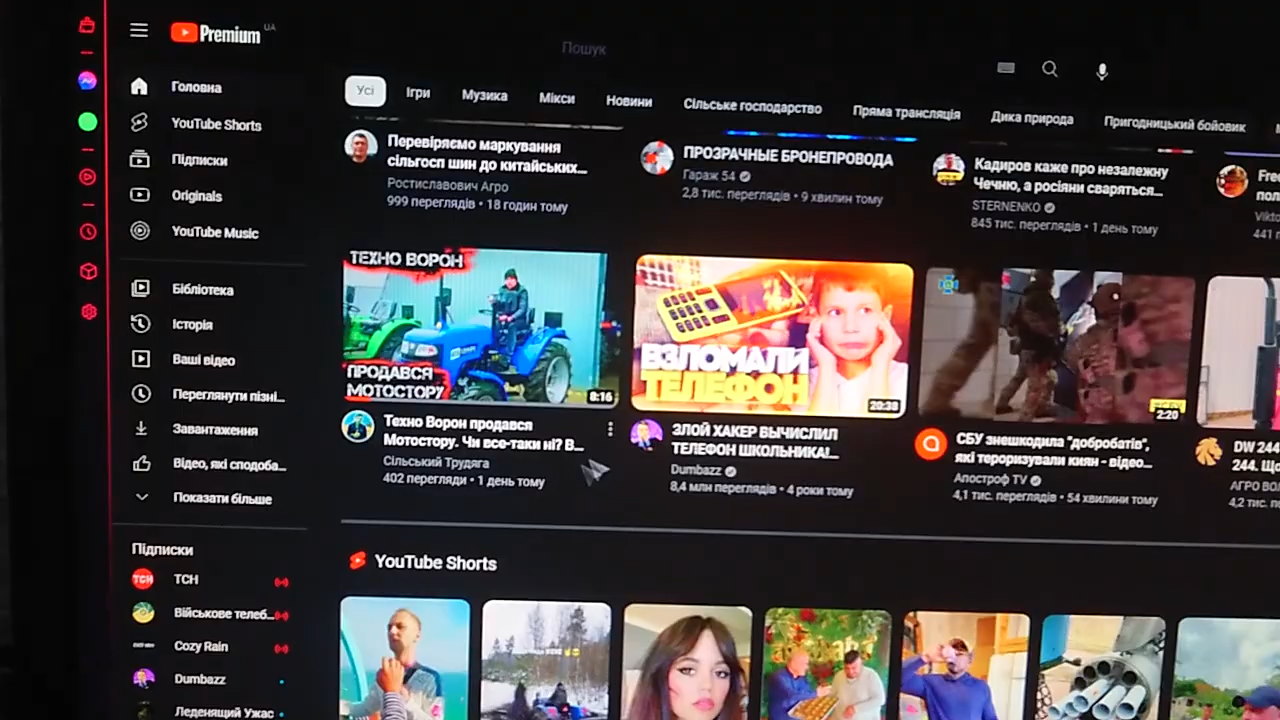 Premium UA
Пошук
Головна
YouTube Shorts
Підписки
Originals
YouTube Music
Бібліотека
Історія
Ваші відео
Переглянути пізні...
Завантаження
Відео, які сподоба...
Показати більше
Підписки
ТСН
Військове телеб...
Cozy Rain
Dumbazz
Леденящий Ужас
Усі
Ігри
Музика
Мікси
Новини
Сільське господарство
Пряма трансляція
Дика природа
Пригодницький бойовик
Перевіряємо маркування
сільгосп шин до китайських...
Ростиславович Агро
999 переглядів • 18 годин тому
ПРОЗРАЧНЫЕ БРОНЕПРОВОДА
Гараж 54
2,8 тис. переглядів • 9 хвилин тому
Кадиров каже про незалежну
Чечню, а росіяни сваряться...
STERNENKO
845 тис. переглядів • 1 день тому
ТЕХНО ВОРОН
ПРОДАВСЯ
МОТОСТОРУ
8:16
Техно Ворон продався
Мотостору. Чи все-таки ні? В...
Сільський Трудяга
402 перегляди • 1 день тому
ВЗЛОМАЛИ
ТЕЛЕФОН
20:38
ЗЛОЙ ХАКЕР ВЫЧИСЛИЛ
ТЕЛЕФОН ШКОЛЬНИКА!...
Dumbazz
8,4 млн переглядів • 4 роки тому
2:20
СБУ знешкодила "добробатів",
які тероризували киян - відео...
Апостроф TV
4,1 тис. переглядів • 54 хвилини тому
DW 244
244. Що
АГРО ВОЛ
4,2 тис. п
YouTube Shorts